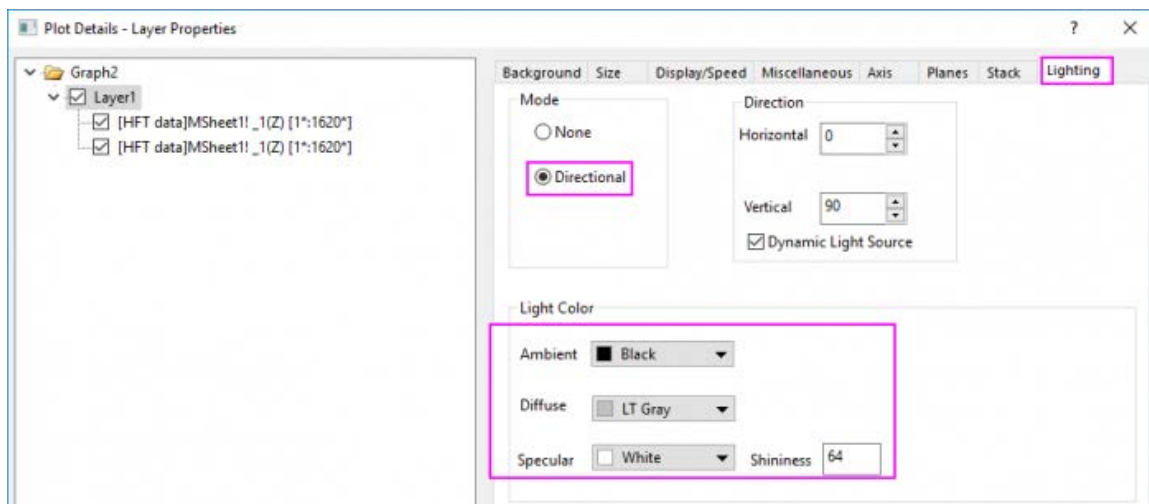 Plot Details - Layer Properties
? 
Graph2
Layer1
[HFT data]MSheet1! _1(Z) [1*:1620*]
[HFT data]MSheet1! _1(Z) [1*:1620*]
Background Size Display/Speed Miscellaneous Axis Planes Stack Lighting
Mode
None
Directional
Direction
Horizontal 0
Vertical 90
Dynamic Light Source
Light Color
Ambient Black
Diffuse LT Gray
Specular White Shininess 64